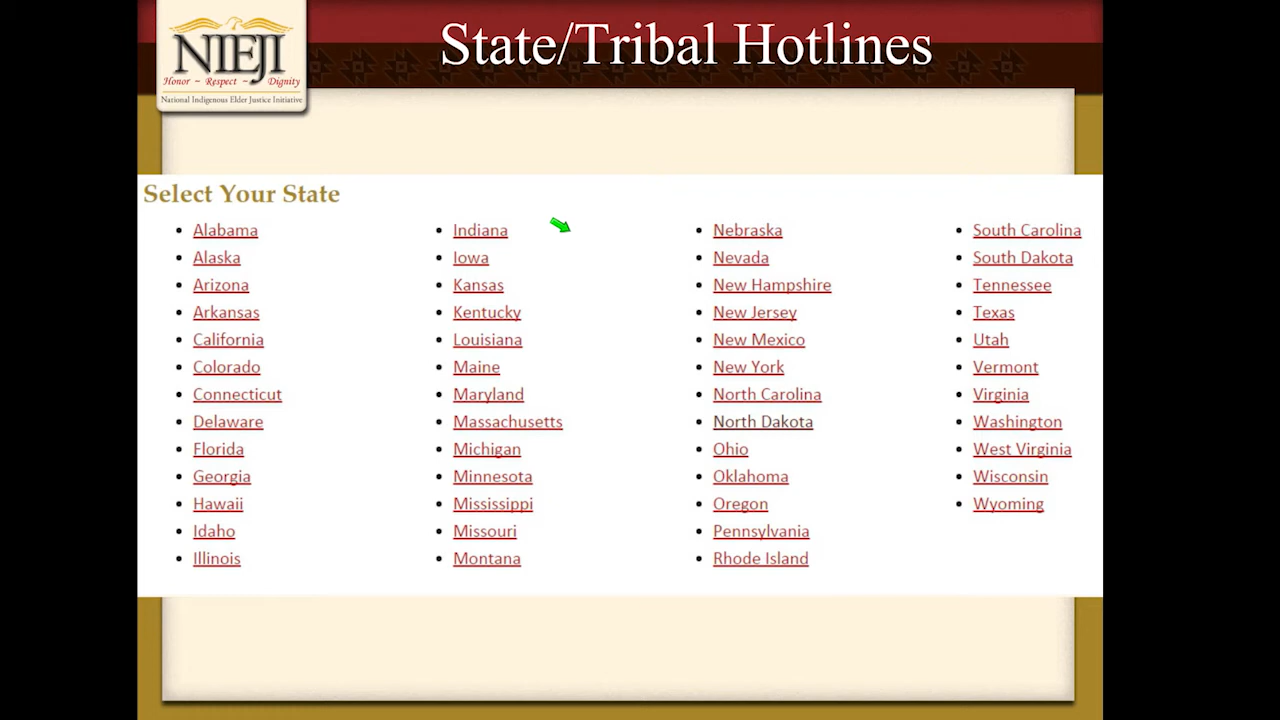 NIEJI
Honor ~ Respect ~ Dignity
National Indigenous Elder Justice Initiative
State/Tribal Hotlines
Select Your State
Alabama
Alaska
Arizona
Arkansas
California
Colorado
Connecticut
Delaware
Florida
Georgia
Hawaii
Idaho
Illinois
Indiana
Iowa
Kansas
Kentucky
Louisiana
Maine
Maryland
Massachusetts
Michigan
Minnesota
Mississippi
Missouri
Montana
Nebraska
Nevada
New Hampshire
New Jersey
New Mexico
New York
North Carolina
North Dakota
Ohio
Oklahoma
Oregon
Pennsylvania
Rhode Island
South Carolina
South Dakota
Tennessee
Texas
Utah
Vermont
Virginia
Washington
West Virginia
Wisconsin
Wyoming